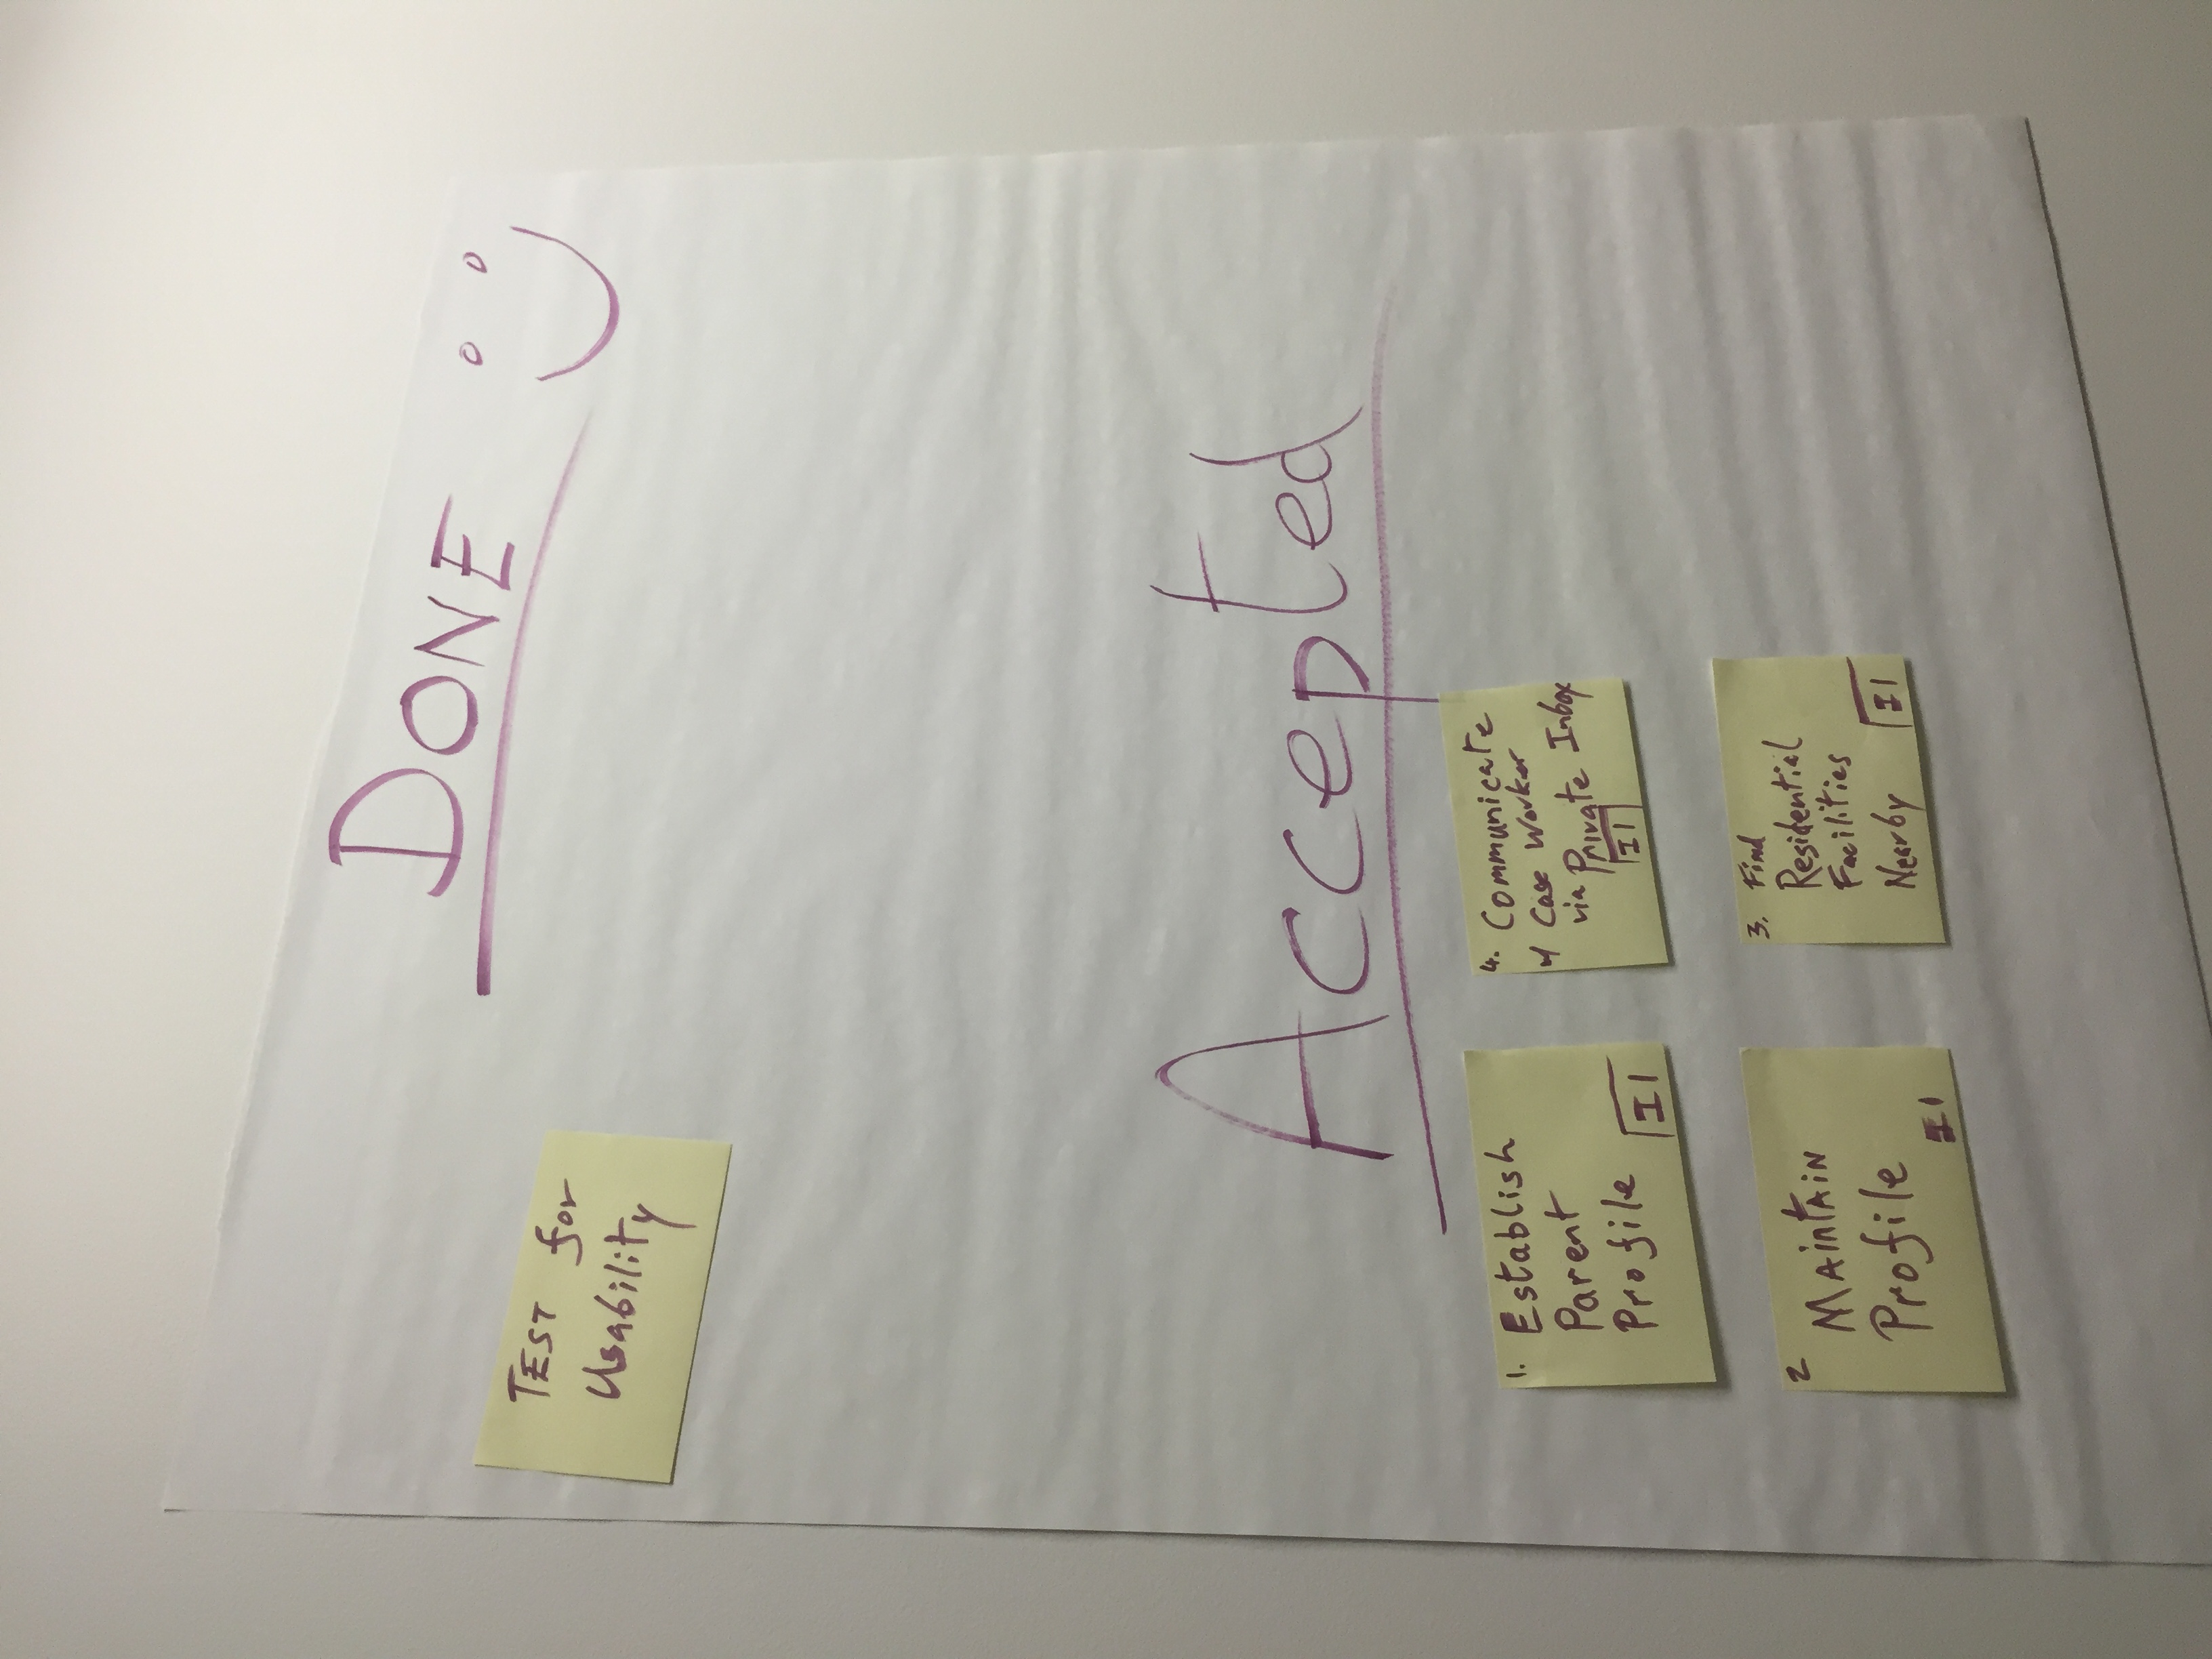 DONE
TEST for
Usability
Accepted
1. Establish
Parent
Profile
I1
4. Communicate
w/ Case Worker
via Private Inbox
I1
2
MAintAiN
Profile
I1
3. Find
Residential
Facilities
Nearby
I1